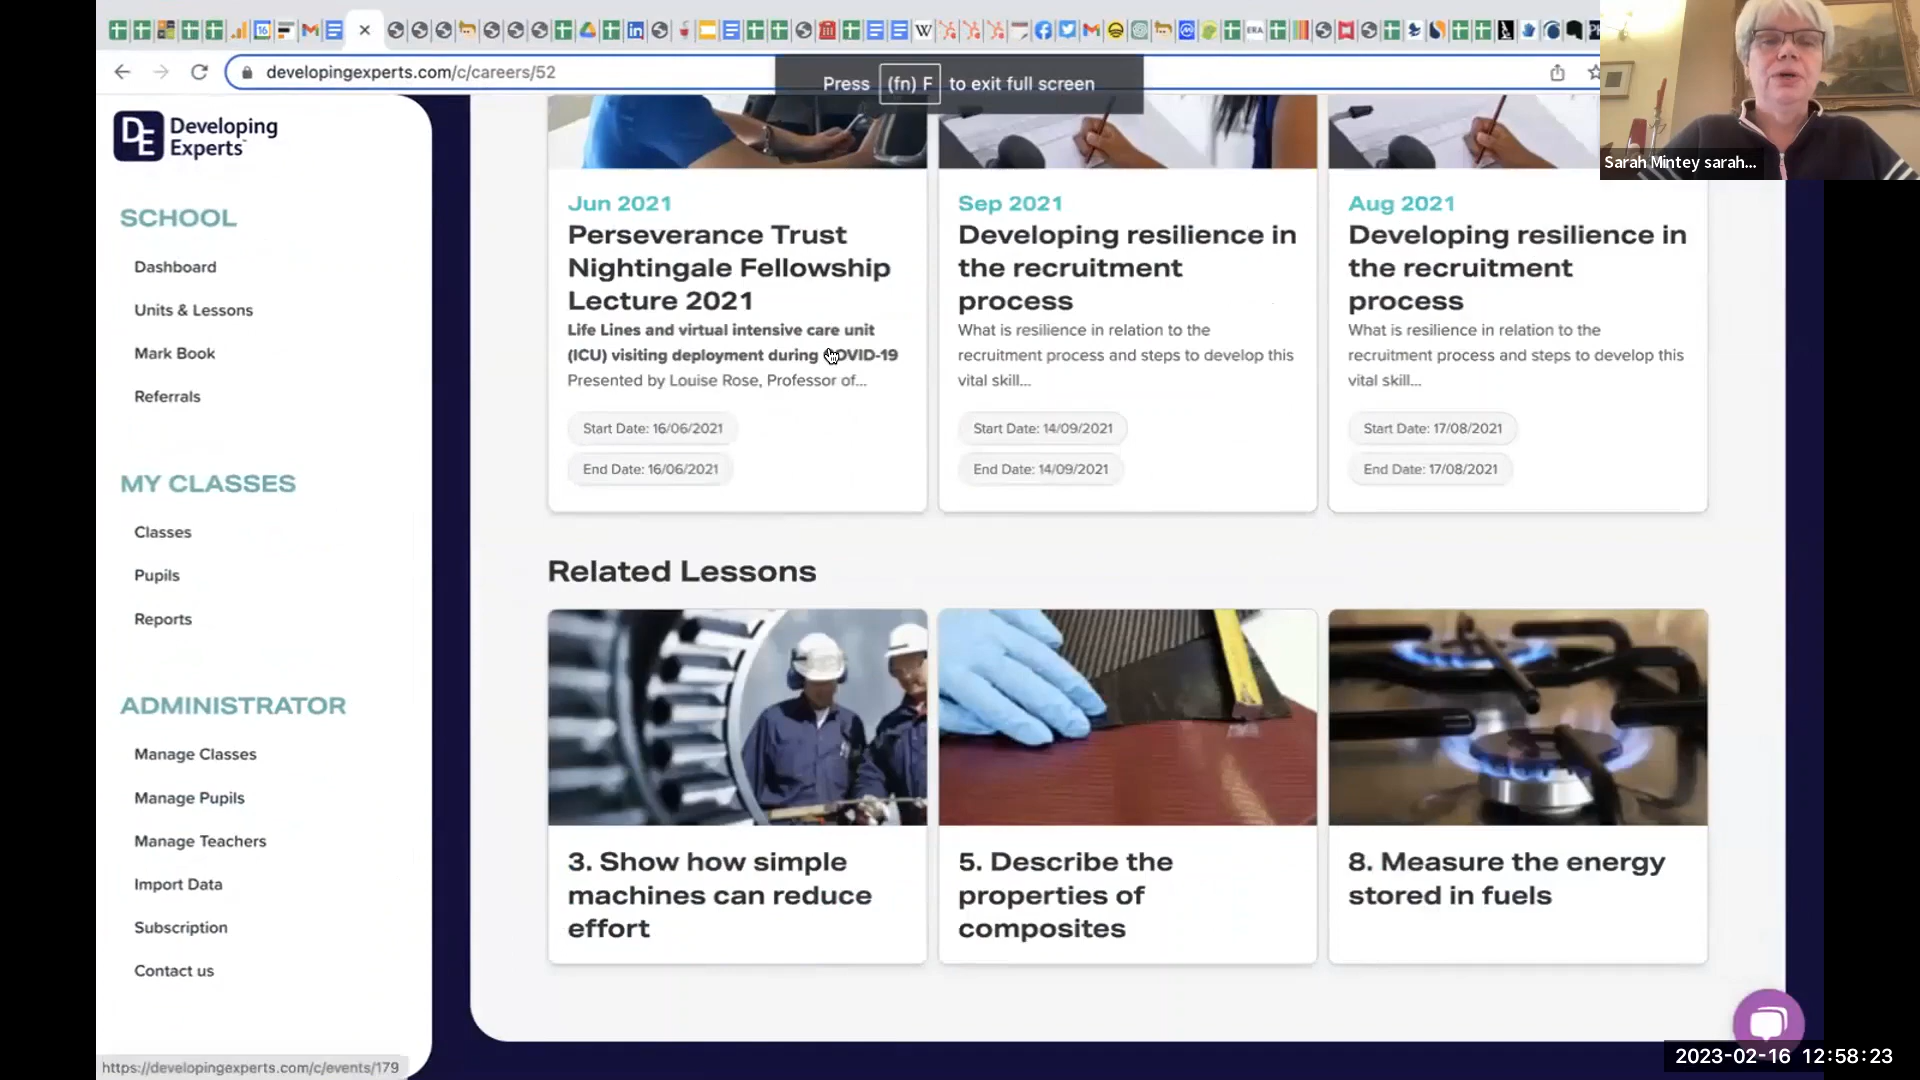 developingexperts.com/c/careers/52
Press (fn) F to exit full screen
Sarah Mintey sarah...
Developing
Experts
SCHOOL
Dashboard
Units & Lessons
Mark Book
Referrals
MY CLASSES
Classes
Pupils
Reports
ADMINISTRATOR
Manage Classes
Manage Pupils
Manage Teachers
Import Data
Subscription
Contact us
https://developingexperts.com/c/events/179
Jun 2021
Perseverance Trust
Nightingale Fellowship
Lecture 2021
Life Lines and virtual intensive care unit
(ICU) visiting deployment during COVID-19
Presented by Louise Rose, Professor of...
Start Date: 16/06/2021
End Date: 16/06/2021
Sep 2021
Developing resilience in
the recruitment
process
What is resilience in relation to the
recruitment process and steps to develop this
vital skill...
Start Date: 14/09/2021
End Date: 14/09/2021
Aug 2021
Developing resilience in
the recruitment
process
What is resilience in relation to the
recruitment process and steps to develop this
vital skill...
Start Date: 17/08/2021
End Date: 17/08/2021
Related Lessons
3. Show how simple
machines can reduce
effort
5. Describe the
properties of
composites
8. Measure the energy
stored in fuels
2023-02-16 12:58:23